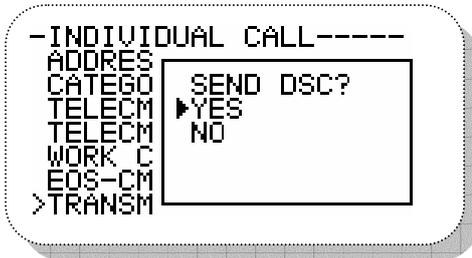 -INDIVIDUAL CALL-----
ADDRES
CATEGO
TELECM
TELECM
WORK C
EOS-CM
>TRANSM
SEND DSC?
▶YES
NO